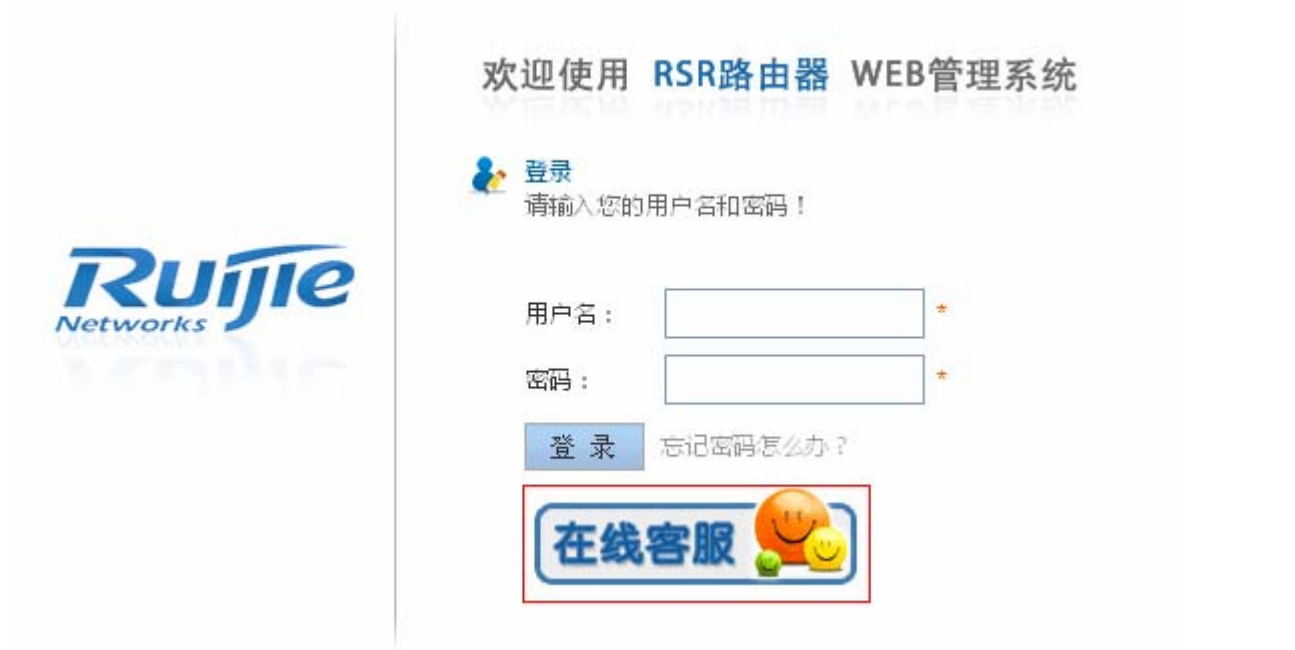 欢迎使用 RSR路由器 WEB管理系统
登录
请输入您的用户名和密码！
Ruijie
Networks
用户名：
*
密码：
*
登 录 忘记密码怎么办？
在线客服